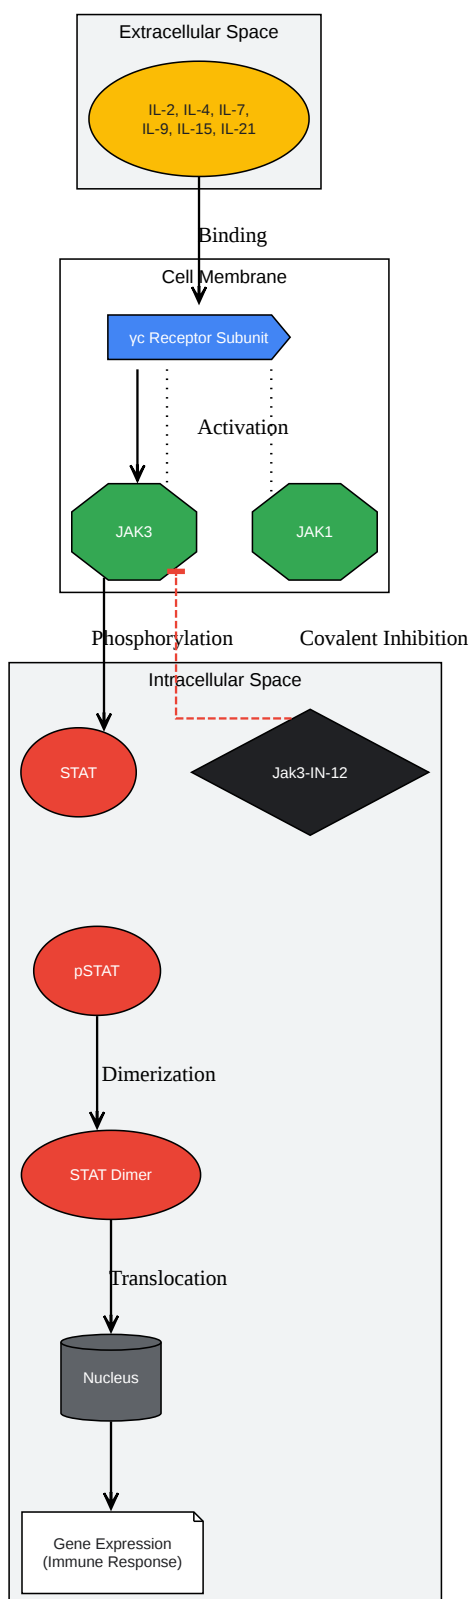 Extracellular Space
IL-2, IL-4, IL-7,
IL-9, IL-15, IL-21
Binding
Cell Membrane
γc Receptor Subunit
Activation
JAK3
JAK1
Phosphorylation
Covalent Inhibition
Intracellular Space
STAT
Jak3-IN-12
pSTAT
Dimerization
STAT Dimer
Translocation
Nucleus
Gene Expression
(Immune Response)